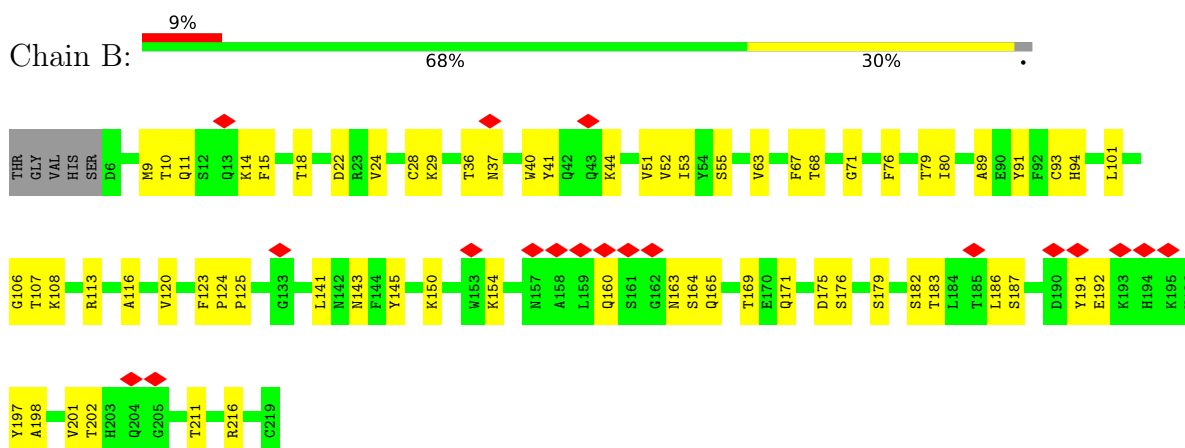 9%
Chain B:
68% 30% •
THR GLY VAL HIS SER D6 M9 T10 Q11 S12 Q13 K14 F15 T18 D22 R23 V24 C28 K29 T36 N37 W40 Y41 Q42 Q43 K44 V51 V52 I53 Y54 S55 V63 F67 T68 G71 F76 T79 I80 A89 E90 Y91 F92 C93 H94 L101
G106 T107 K108 R113 A116 V120 F123 P124 P125 G133 L141 N142 N143 F144 Y145 K150 W153 K154 N157 A158 L159 Q160 S161 G162 N163 S164 Q165 T169 E170 Q171 D175 S176 S179 S182 T183 L184 T185 L186 S187 D190 Y191 E192 K193 H194 K195
Y197 A198 V201 T202 H203 Q204 G205 T211 R216 C219